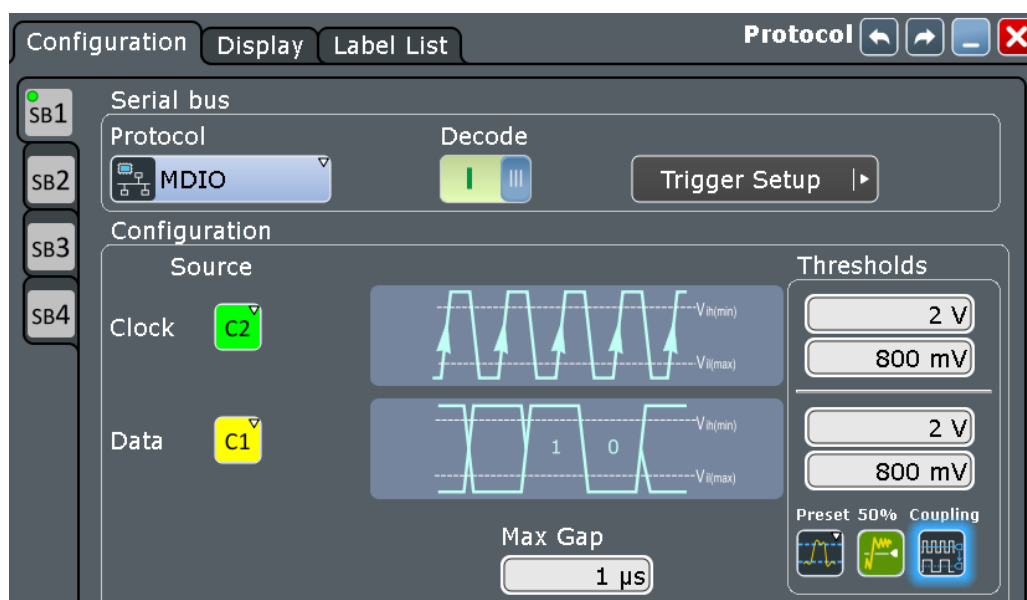 Configuration Display Label List Protocol
SB1
SB2
SB3
SB4
Serial bus
Protocol
Decode
MDIO
Trigger Setup
Configuration
Source
Thresholds
Clock
C2
Vih(min)
Vil(max)
2 V
800 mV
Data
C1
1 0
Vih(min)
Vil(max)
2 V
800 mV
Preset 50% Coupling
Max Gap
1 µs